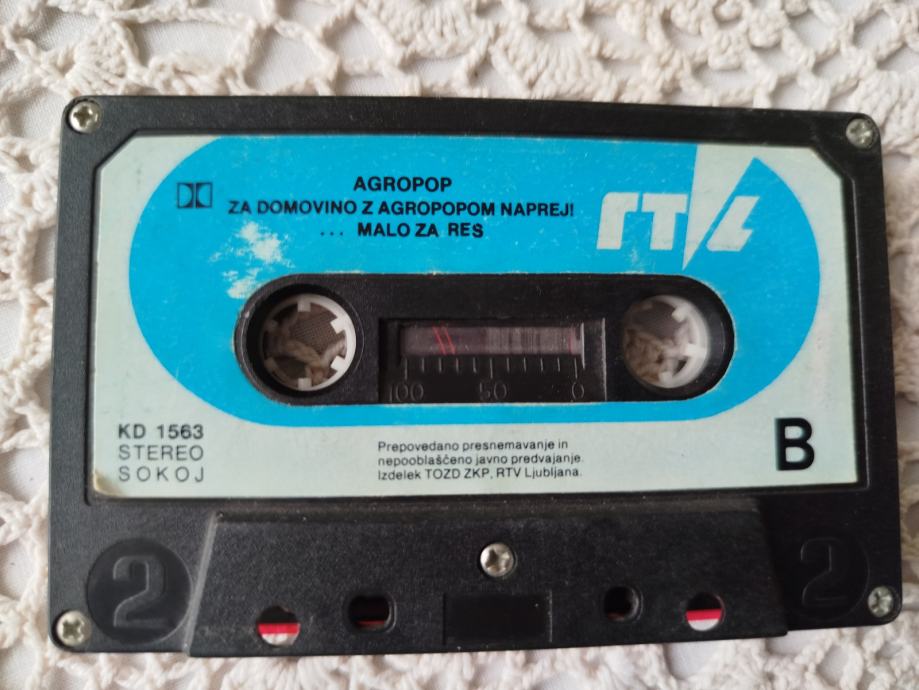 AGROPOP
ZA DOMOVINO Z AGROPOPOM NAPREJ!
... MALO ZA RES
RTVL
100 50 0
KD 1563
STEREO
SOKOJ
Prepovedano presnemavanje in
nepooblaščeno javno predvajanje.
Izdelek TOZD ZKP, RTV Ljubljana.
B
2 2